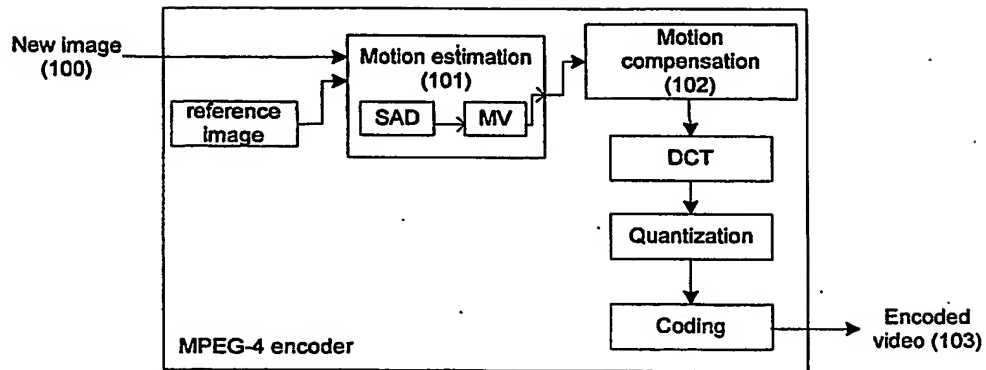 New image
(100)
reference
image
Motion estimation
(101)
SAD
MV
Motion
compensation
(102)
DCT
Quantization
Coding
MPEG-4 encoder
Encoded
video (103)